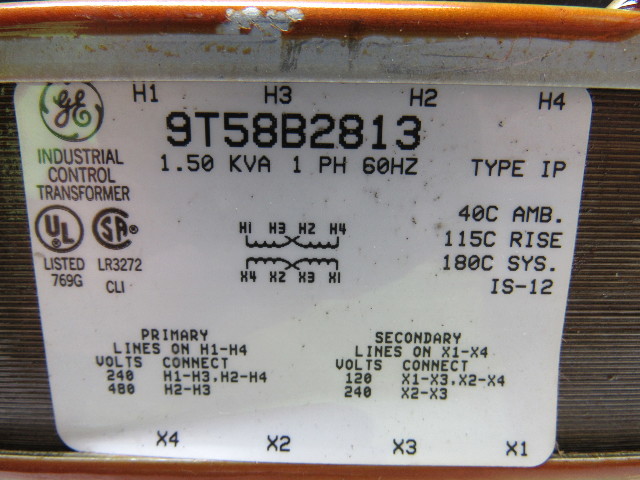 H1 H3 H2 H4
GE
9T58B2813
1.50 KVA 1 PH 60HZ TYPE IP
INDUSTRIAL
CONTROL
TRANSFORMER
40C AMB.
115C RISE
180C SYS.
IS-12
UL
LISTED
769G
SA
LR3272
CLI
H1 H3 H2 H4
X4 X2 X3 X1
PRIMARY
LINES ON H1-H4
VOLTS CONNECT
240 H1-H3,H2-H4
480 H2-H3
SECONDARY
LINES ON X1-X4
VOLTS CONNECT
120 X1-X3,X2-X4
240 X2-X3
X4 X2 X3 X1